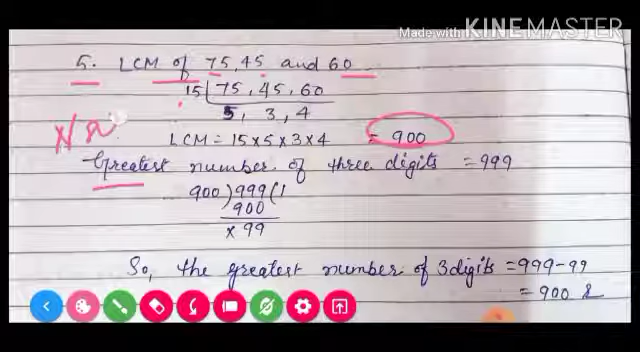 Made with KINEMASTER
5. LCM of 75, 45 and 60
15 | 75, 45, 60
5, 3, 4
LCM = 15 × 5 × 3 × 4 = 900
Greatest number of three digits = 999
900 ) 999 ( 1
900
× 99
So, the greatest number of 3 digits = 999 - 99
= 900